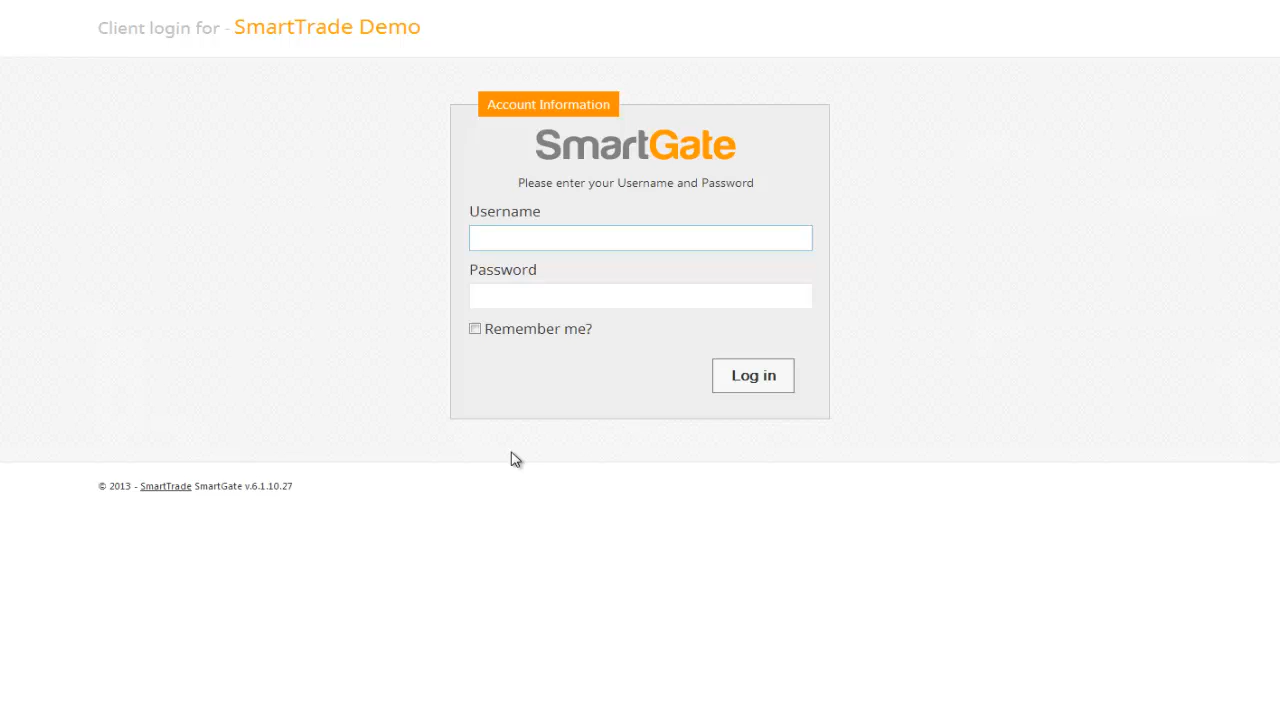 Client login for - SmartTrade Demo
Account Information
SmartGate
Please enter your Username and Password
Username
Password
Remember me?
Log in
© 2013 - SmartTrade SmartGate v.6.1.10.27